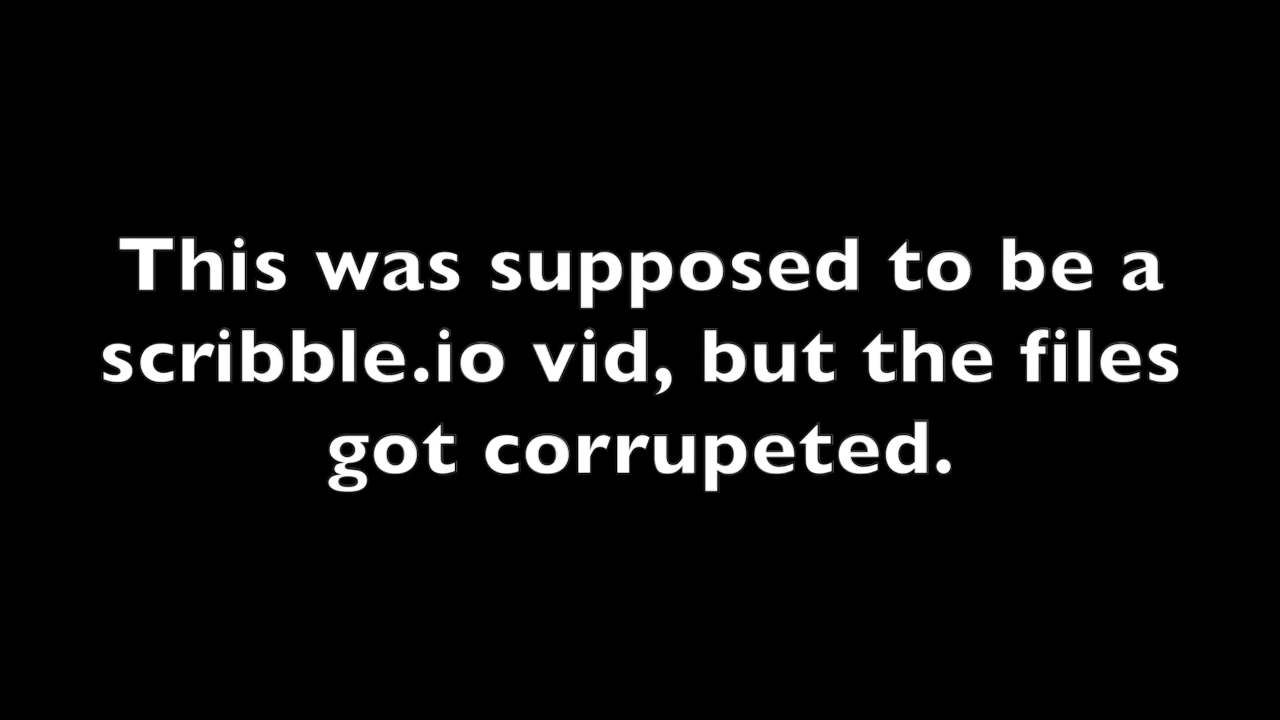 This was supposed to be a
scribble.io vid, but the files
got corrupeted.